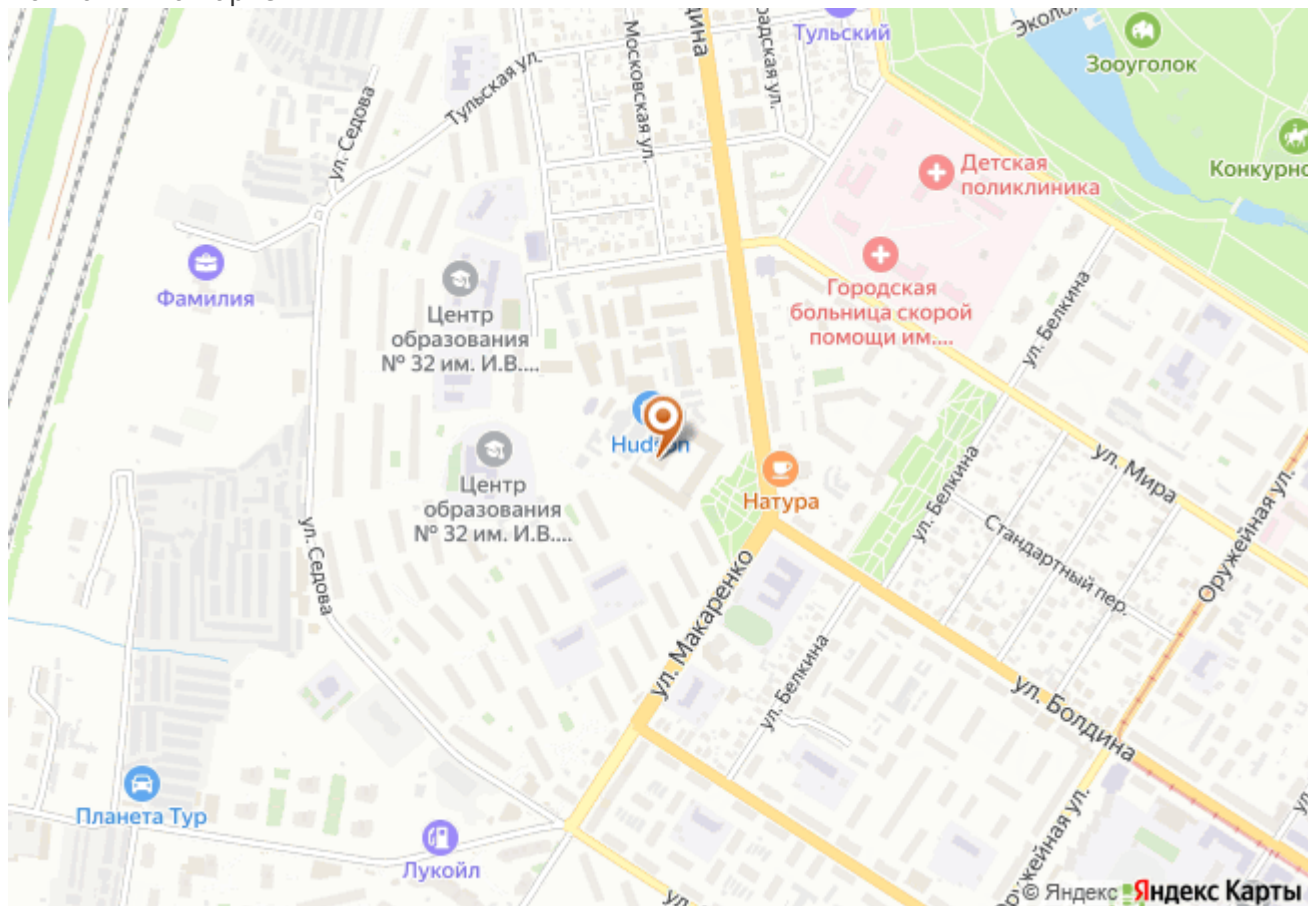 Тульский
Зооуголок
Тульская ул.
ул. Седова
Московская ул.
Детская
поликлиника
Фамилия
Центр
образования
№ 32 им. И.В....
Городская
больница скорой
помощи им....
ул. Белкина
Hudson
Натура
ул. Мира
ул. Белкина
Центр
образования
№ 32 им. И.В....
Стандартный пер.
Оружейная ул.
ул. Седова
ул. Макаренко
ул. Белкина
ул. Болдина
Планета Тур
Лукойл
© Яндекс
Яндекс Карты